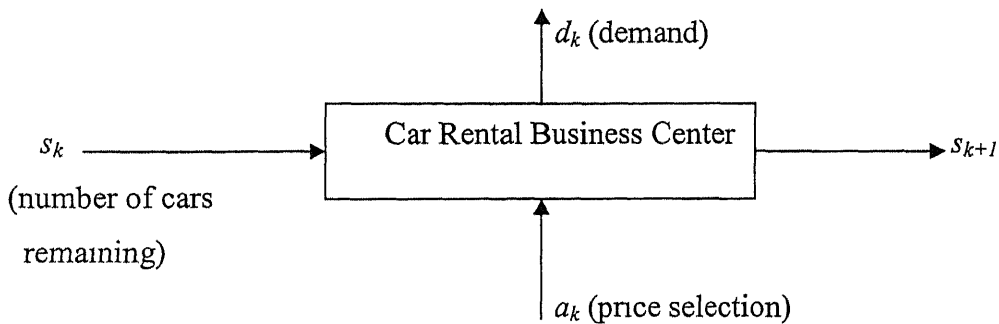 d_k (demand)
Car Rental Business Center
s_k
s_{k+1}
(number of cars
remaining)
a_k (price selection)